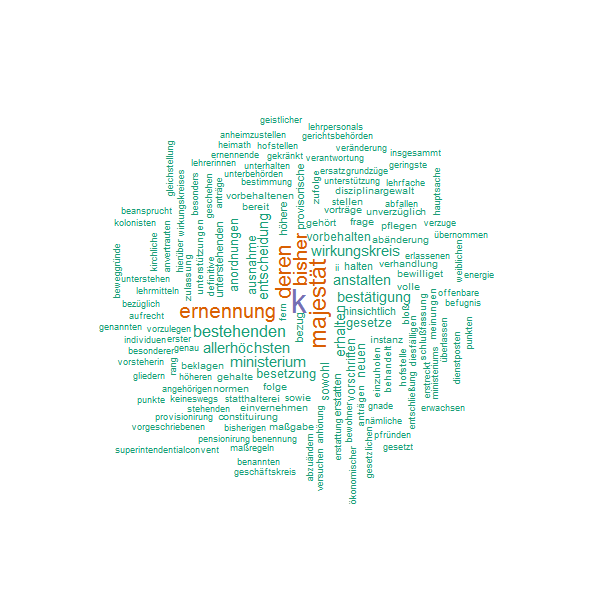 geistlicher
lehrpersonals
anheimzustellen
gerichtsbehörden
heimath
hofstellen
veränderung
ernennende
gekränkt
verantwortung
insgesammt
lehrerinnen
unterhalten
geringste
gleichstellung
unterbehörden
ersatzgrundzüge
bestimmung
unterstützung
lehrfache
hauptsache
wirkungskreises
besonders
geschehen
anträge
vorbehaltenen
provisorische
zufolge
disziplinargewalt
bereit
höhere
stellen
abfallen
beansprucht
vorträge
unverzüglich
kolonisten
gehört
frage
pflegen
verzuge
anvertrauten
unterstützungen
unterstehenden
anordnungen
entscheidung
vorbehalten
abänderung
übernommen
beweggründe
kirchliche
hierüber
zulassung
definitive
ausnahme
deren
bisher
wirkungskreis
erlassenen
weiblichen
ii
halten
verhandlung
unterstehen
majestät
anstalten
bewilliget
energie
lehrmitteln
k
volle
bestätigung
offenbare
bezüglich
befugnis
aufrecht
ernennung
fern
bezug
hinsichtlich
bloß
genannten
vorzulegen
bestehenden
erhalten
gesetze
schlußfassung
meinungen
individuen
erster
instanz
diesfälligen
überlassen
dienstposten
punkten
besonderer
genau
allerhöchsten
neuen
vorsteherin
rang
beklagen
ministerium
vorschriften
einzuholen
behandelt
hofstelle
erstreckt
ministeriums
gliedern
höheren
gehalte
besetzung
sowohl
angehörigen
normen
folge
erstatten
anträgen
entschließung
punkte
keineswegs
statthalterei
sowie
gnade
erwachsen
stehenden
einvernehmen
provisionirung
constituirung
anhörung
bewohner
nämliche
vorgeschriebenen
bisherigen
maßgabe
pfründen
pensionirung
benennung
abzuändern
erstattung
gesetzlichen
gesetzt
superintendentialconvent
maßregeln
versuchen
ökonomischer
benannten
geschäftskreis